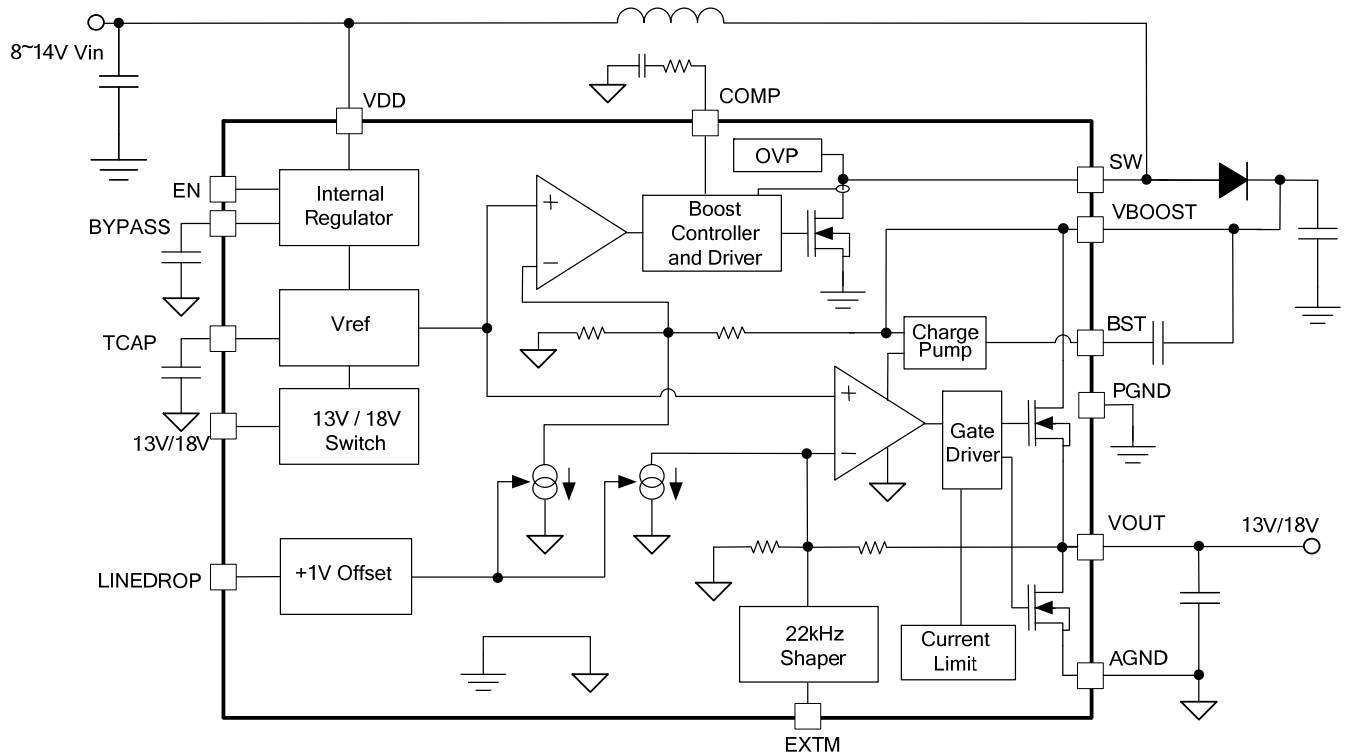 8~14V Vin
VDD
COMP
OVP
SW
EN
Internal
Regulator
Boost
Controller
and Driver
VBOOST
BYPASS
+
−
Vref
TCAP
Charge
Pump
BST
PGND
13V/18V
13V / 18V
Switch
+
−
Gate
Driver
VOUT
13V/18V
LINEDROP
+1V Offset
22kHz
Shaper
Current
Limit
AGND
EXTM